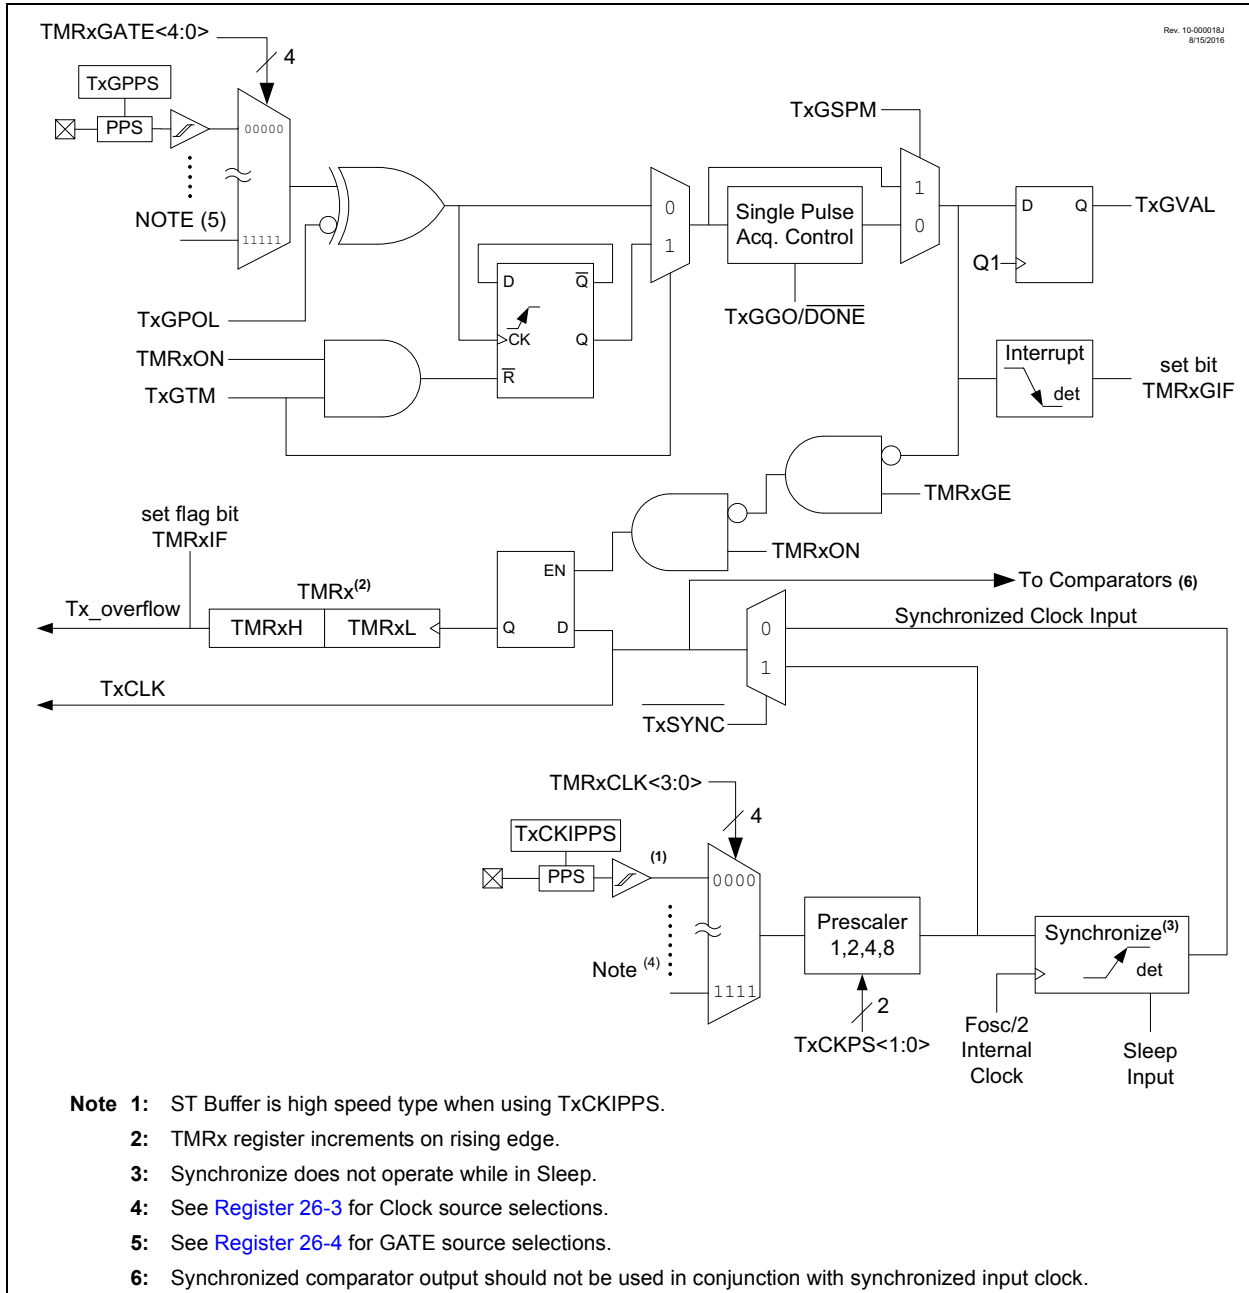 TMRxGATE<4:0>
4
Rev. 10-000018J
8/15/2016
TxGPPS
PPS
00000
NOTE (5)
11111
TxGSPM
0
1
Single Pulse
Acq. Control
1
0
D
Q
TxGVAL
Q1
TxGGO/DONE
D
Q
CK
Q
R
TxGPOL
TMRxON
TxGTM
Interrupt
det
set bit
TMRxGIF
TMRxGE
TMRxON
set flag bit
TMRxIF
Tx_overflow
TMRx(2)
TMRxH
TMRxL
EN
Q
D
To Comparators (6)
Synchronized Clock Input
0
1
TxCLK
TxSYNC
TMRxCLK<3:0>
4
TxCKIPPS
PPS
(1)
0000
Note (4)
1111
Prescaler
1,2,4,8
2
TxCKPS<1:0>
Synchronize(3)
det
Fosc/2
Internal
Clock
Sleep
Input
Note 1: ST Buffer is high speed type when using TxCKIPPS.
2: TMRx register increments on rising edge.
3: Synchronize does not operate while in Sleep.
4: See Register 26-3 for Clock source selections.
5: See Register 26-4 for GATE source selections.
6: Synchronized comparator output should not be used in conjunction with synchronized input clock.